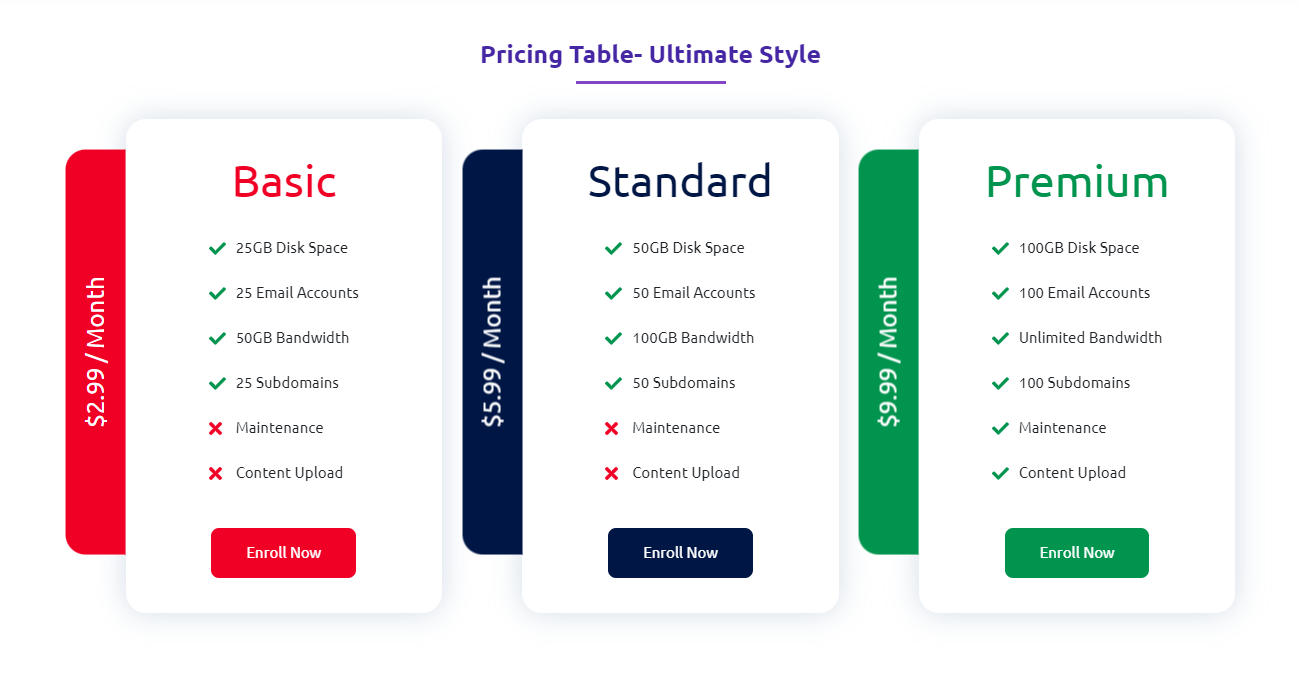 Pricing Table- Ultimate Style
$2.99 / Month
Basic
25GB Disk Space
25 Email Accounts
50GB Bandwidth
25 Subdomains
Maintenance
Content Upload
Enroll Now
$5.99 / Month
Standard
50GB Disk Space
50 Email Accounts
100GB Bandwidth
50 Subdomains
Maintenance
Content Upload
Enroll Now
$9.99 / Month
Premium
100GB Disk Space
100 Email Accounts
Unlimited Bandwidth
100 Subdomains
Maintenance
Content Upload
Enroll Now